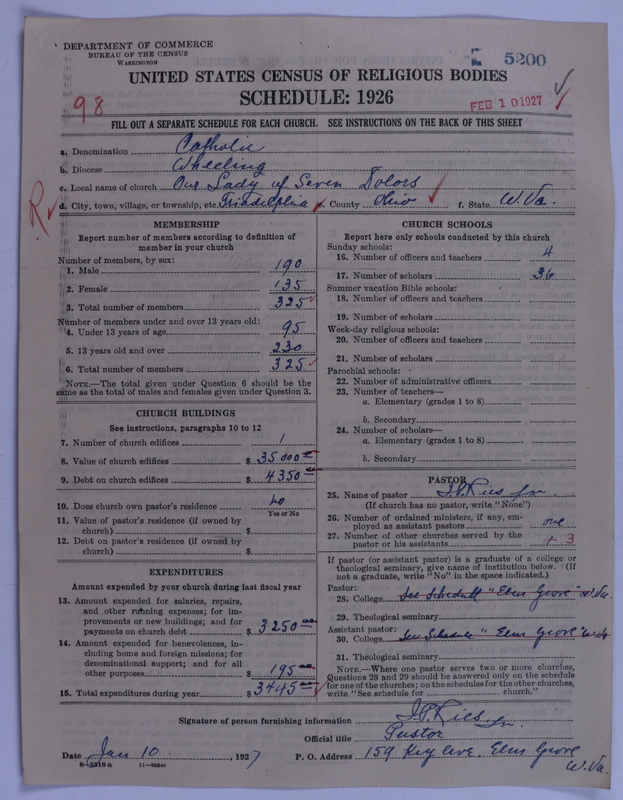 DEPARTMENT OF COMMERCE
BUREAU OF THE CENSUS
WASHINGTON
5200
UNITED STATES CENSUS OF RELIGIOUS BODIES
SCHEDULE: 1926
98
FEB 10 1927
FILL OUT A SEPARATE SCHEDULE FOR EACH CHURCH. SEE INSTRUCTIONS ON THE BACK OF THIS SHEET
a. Denomination Catholic
b. Diocese Wheeling
c. Local name of church Our Lady of Seven Dolors
R
d. City, town, village, or township, etc. Triadelphia e. County Ohio f. State W. Va.
MEMBERSHIP
Report number of members according to definition of
member in your church
Number of members, by sex:
1. Male 190
2. Female 135
3. Total number of members 325
Number of members under and over 13 years old:
4. Under 13 years of age 95
5. 13 years old and over 230
6. Total number of members 325
NOTE.—The total given under Question 6 should be the
same as the total of males and females given under Question 3.
CHURCH BUILDINGS
See instructions, paragraphs 10 to 12
7. Number of church edifices 1
8. Value of church edifices $ 35000
9. Debt on church edifices $ 4350
10. Does church own pastor's residence No
Yes or No
11. Value of pastor's residence (if owned by
church) $
12. Debt on pastor's residence (if owned by
church) $
EXPENDITURES
Amount expended by your church during last fiscal year
13. Amount expended for salaries, repairs,
and other running expenses; for im-
provements or new buildings; and for
payments on church debt $ 3250
14. Amount expended for benevolences, in-
cluding home and foreign missions; for
denominational support; and for all
other purposes $ 195
15. Total expenditures during year $ 3445
CHURCH SCHOOLS
Report here only schools conducted by this church
Sunday schools:
16. Number of officers and teachers 4
17. Number of scholars 36
Summer vacation Bible schools:
18. Number of officers and teachers
19. Number of scholars
Week-day religious schools:
20. Number of officers and teachers
21. Number of scholars
Parochial schools:
22. Number of administrative officers
23. Number of teachers—
a. Elementary (grades 1 to 8)
b. Secondary
24. Number of scholars—
a. Elementary (grades 1 to 8)
b. Secondary
PASTOR
25. Name of pastor J. P. Ries
(If church has no pastor, write "None")
26. Number of ordained ministers, if any, em-
ployed as assistant pastors one
27. Number of other churches served by the
pastor or his assistants 3
If pastor (or assistant pastor) is a graduate of a college or
theological seminary, give name of institution below. (If
not a graduate, write "No" in the space indicated.)
Pastor:
28. College See Schedule "Elm Grove" W. Va.
29. Theological seminary
Assistant pastor:
30. College See Schedule "Elm Grove" W. Va
31. Theological seminary
NOTE.—Where one pastor serves two or more churches,
Questions 28 and 29 should be answered only on the schedule
for one of the churches; on the schedules for the other churches,
write "See schedule for church."
Signature of person furnishing information J. P. Ries
Official title Pastor
Date Jan 10 1927 P. O. Address 159 Key Ave. Elm Grove
W. Va.